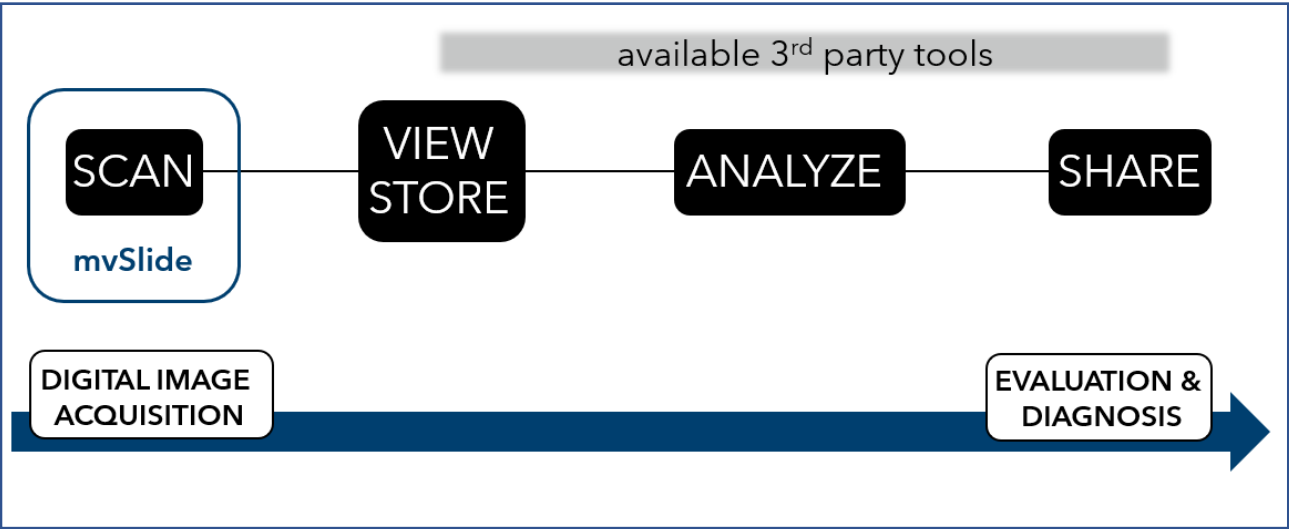 available 3rd party tools
SCAN
VIEW
STORE
ANALYZE
SHARE
mvSlide
DIGITAL IMAGE
ACQUISITION
EVALUATION &
DIAGNOSIS